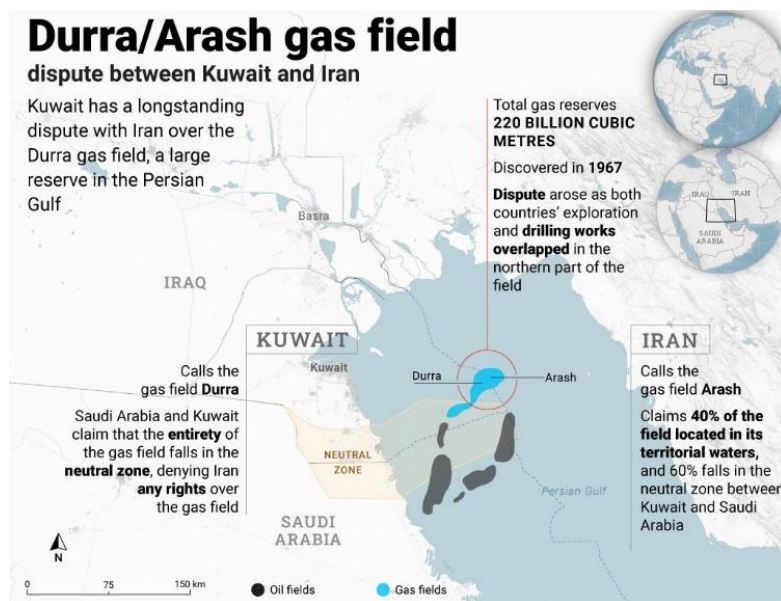 Durra/Arash gas field
dispute between Kuwait and Iran
Kuwait has a longstanding
dispute with Iran over the
Durra gas field, a large
reserve in the Persian
Gulf
Total gas reserves
220 BILLION CUBIC
METRES
Discovered in 1967
Dispute arose as both
countries' exploration
and drilling works
overlapped in the
northern part of the
field
IRAQ
IRAN
SAUDI
ARABIA
Basra
IRAQ
KUWAIT
Kuwait
Calls the
gas field Durra
Saudi Arabia and Kuwait
claim that the entirety of
the gas field falls in the
neutral zone, denying Iran
any rights over
the gas field
Durra
Arash
NEUTRAL
ZONE
Persian Gulf
SAUDI
ARABIA
IRAN
Calls the
gas field Arash
Claims 40% of the
field located in its
territorial waters,
and 60% falls in the
neutral zone between
Kuwait and Saudi
Arabia
N
0 75 150 km
Oil fields
Gas fields